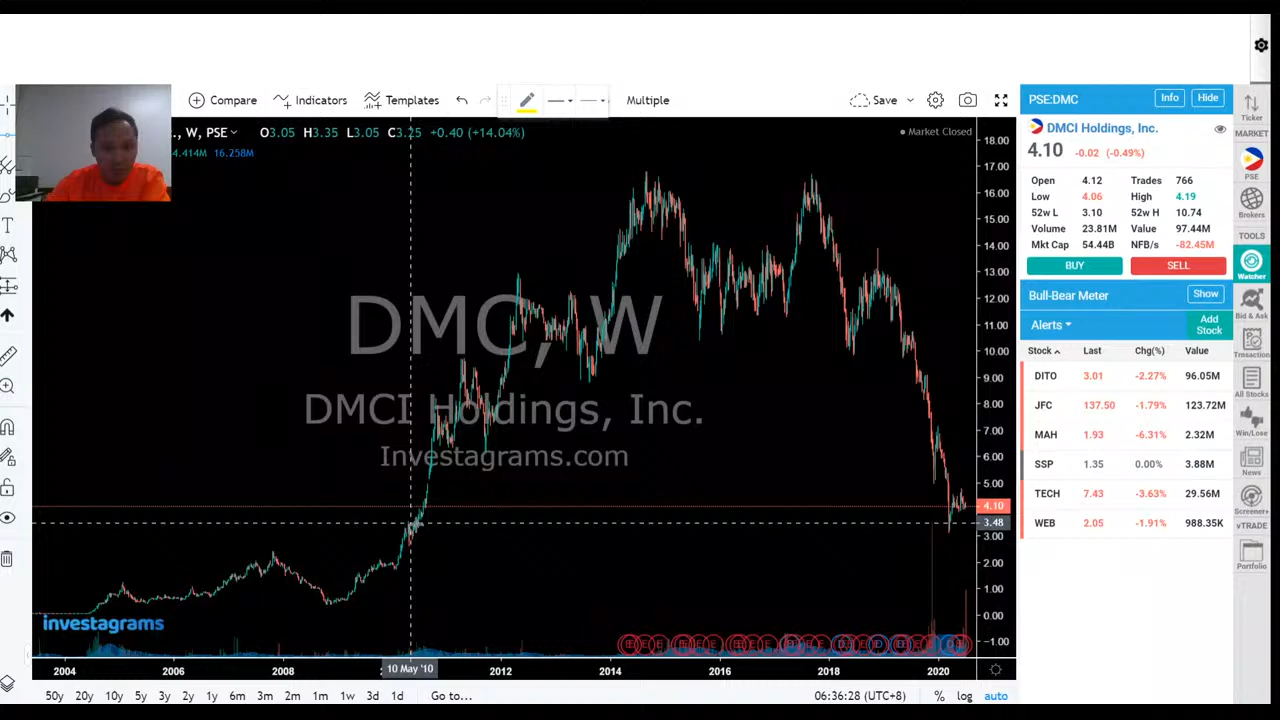 Compare Indicators Templates Multiple Save
., W, PSE O3.05 H3.35 L3.05 C3.25 +0.40 (+14.04%)
Market Closed
4.414M 16.258M
DMC, W
DMCI Holdings, Inc.
Investagrams.com
investagrams
18.00
17.00
16.00
15.00
14.00
13.00
12.00
11.00
10.00
9.00
8.00
7.00
6.00
5.00
4.10
3.48
3.00
2.00
1.00
0.00
-1.00
2004 2006 2008 10 May '10 2012 2014 2016 2018 2020
50y 20y 10y 5y 3y 2y 1y 6m 3m 2m 1m 1w 3d 1d Go to... 06:36:28 (UTC+8) % log auto
PSE:DMC Info Hide
DMCI Holdings, Inc.
4.10 -0.02 (-0.49%)
Open 4.12 Trades 766
Low 4.06 High 4.19
52w L 3.10 52w H 10.74
Volume 23.81M Value 97.44M
Mkt Cap 54.44B NFB/s -82.45M
BUY SELL
Bull-Bear Meter Show
Alerts Add Stock
Stock Last Chg(%) Value
DITO 3.01 -2.27% 96.05M
JFC 137.50 -1.79% 123.72M
MAH 1.93 -6.31% 2.32M
SSP 1.35 0.00% 3.88M
TECH 7.43 -3.63% 29.56M
WEB 2.05 -1.91% 988.35K
Ticker
MARKET
PSE
Brokers
TOOLS
Watcher
Bid & Ask
Trnsaction
All Stocks
Win/Lose
News
Screener+
vTRADE
Portfolio